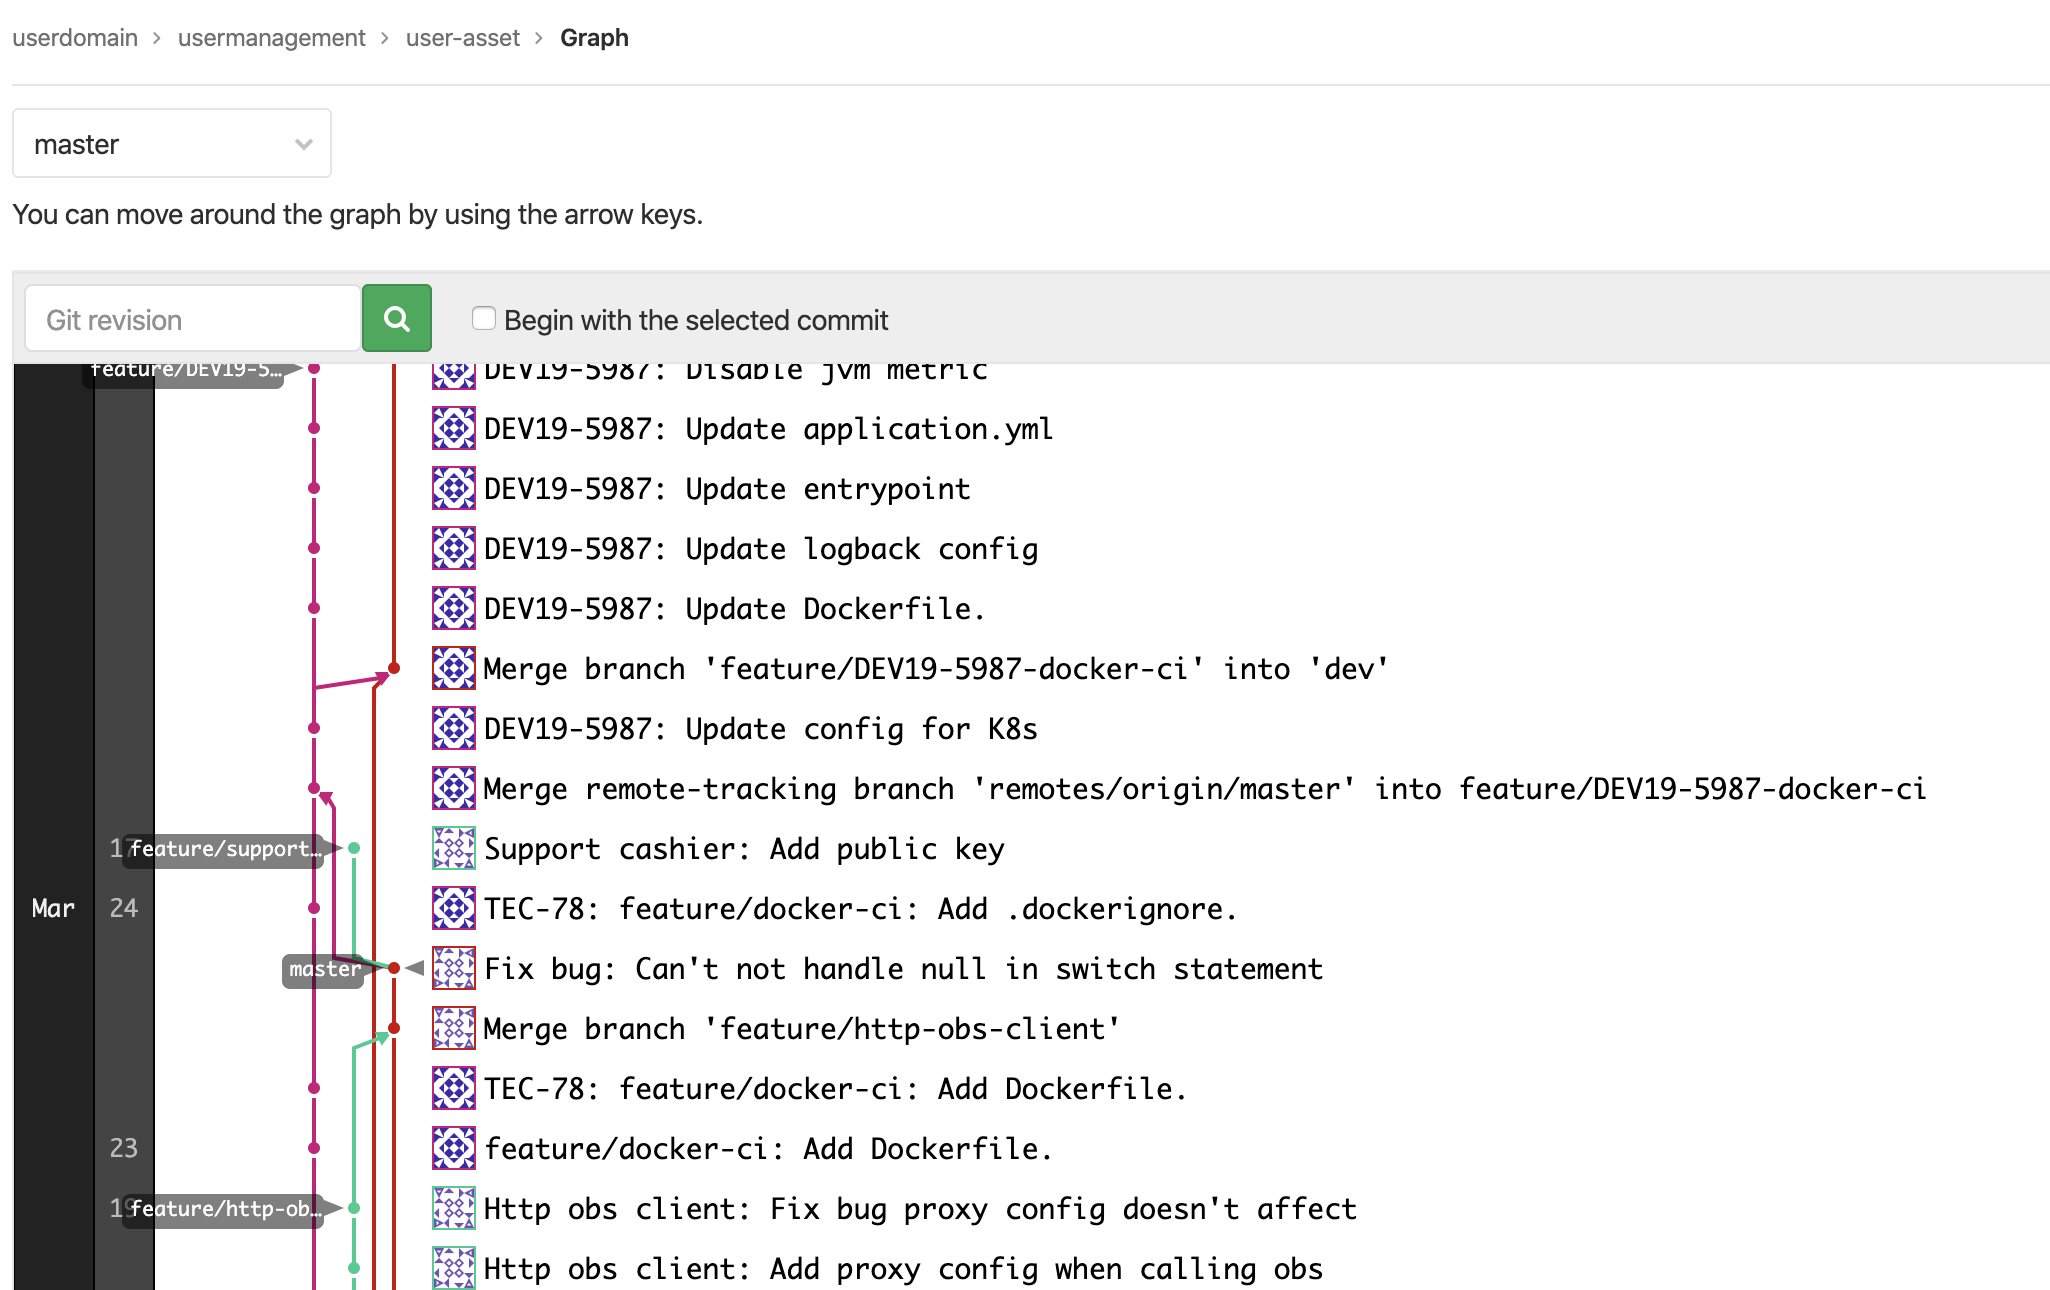 userdomain > usermanagement > user-asset > Graph
master
You can move around the graph by using the arrow keys.
Git revision
Begin with the selected commit
feature/DEV19-5… DEV19-5987: Disable jvm metric
DEV19-5987: Update application.yml
DEV19-5987: Update entrypoint
DEV19-5987: Update logback config
DEV19-5987: Update Dockerfile.
Merge branch 'feature/DEV19-5987-docker-ci' into 'dev'
DEV19-5987: Update config for K8s
Merge remote-tracking branch 'remotes/origin/master' into feature/DEV19-5987-docker-ci
17 feature/support… Support cashier: Add public key
Mar 24 TEC-78: feature/docker-ci: Add .dockerignore.
master Fix bug: Can't not handle null in switch statement
Merge branch 'feature/http-obs-client'
TEC-78: feature/docker-ci: Add Dockerfile.
23 feature/docker-ci: Add Dockerfile.
19 feature/http-ob… Http obs client: Fix bug proxy config doesn't affect
Http obs client: Add proxy config when calling obs